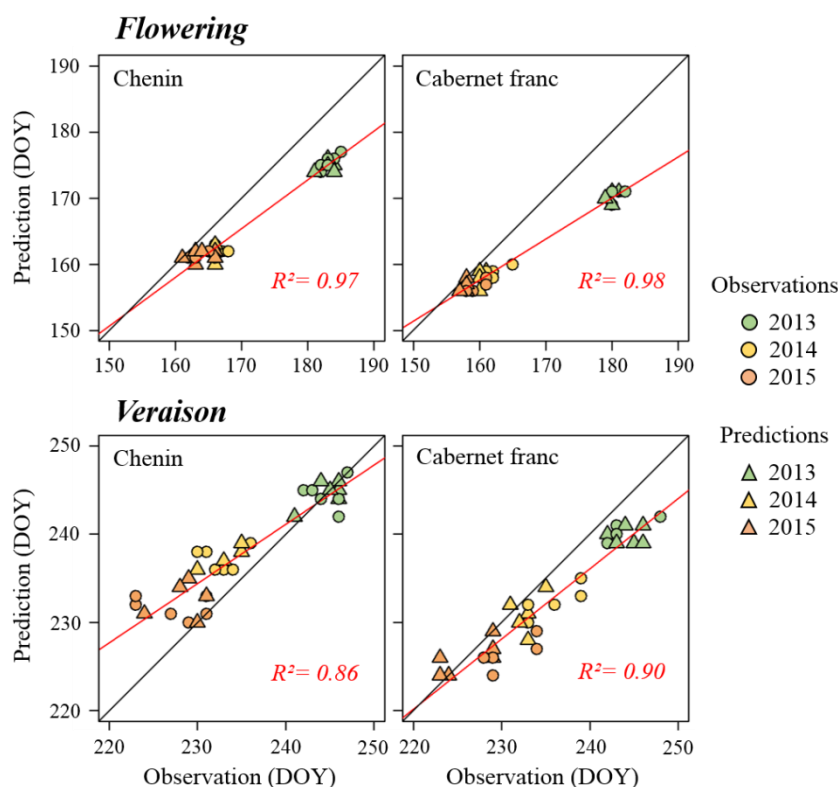 Flowering
Chenin
Cabernet franc
Prediction (DOY)
190
180
170
160
150
R²= 0.97
R²= 0.98
150 160 170 180 190
150 160 170 180 190
Observations
2013
2014
2015
Predictions
2013
2014
2015
Veraison
Chenin
Cabernet franc
Prediction (DOY)
250
240
230
220
R²= 0.86
R²= 0.90
220 230 240 250
220 230 240 250
Observation (DOY)
Observation (DOY)